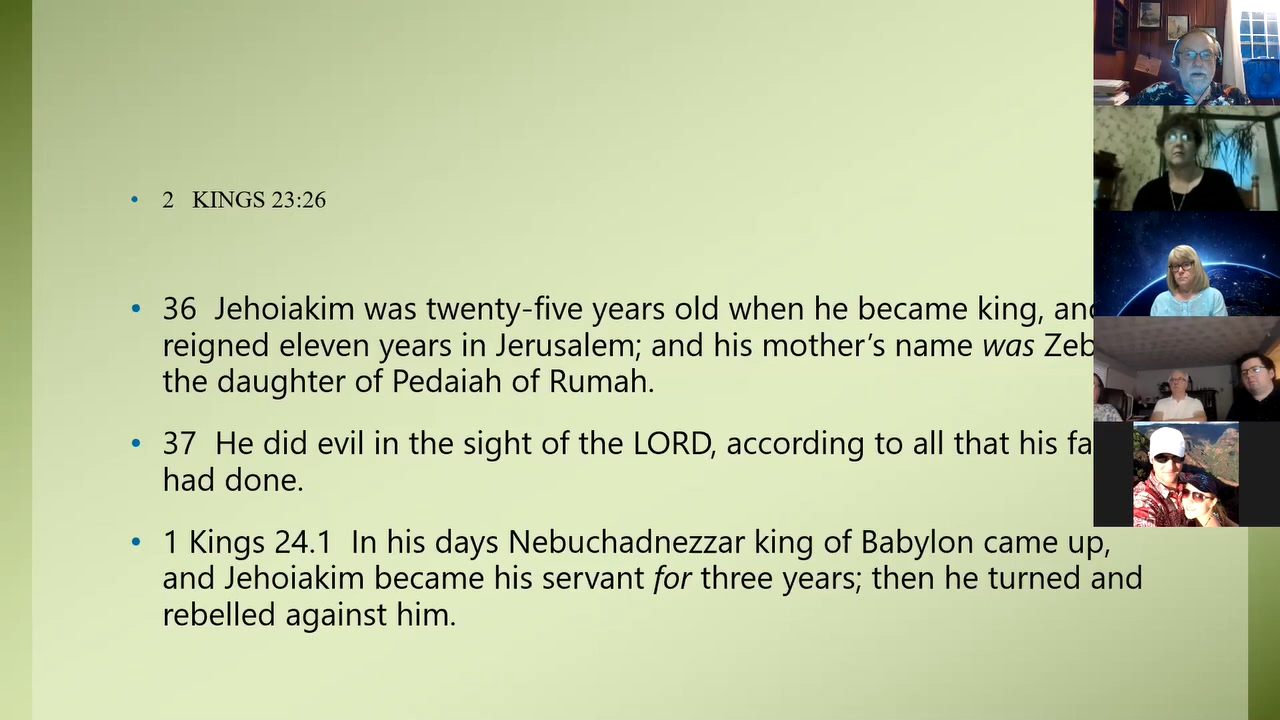 • 2 KINGS 23:26
• 36 Jehoiakim was twenty-five years old when he became king, and
reigned eleven years in Jerusalem; and his mother’s name was Zeb
the daughter of Pedaiah of Rumah.
• 37 He did evil in the sight of the LORD, according to all that his fa
had done.
• 1 Kings 24.1 In his days Nebuchadnezzar king of Babylon came up,
and Jehoiakim became his servant for three years; then he turned and
rebelled against him.